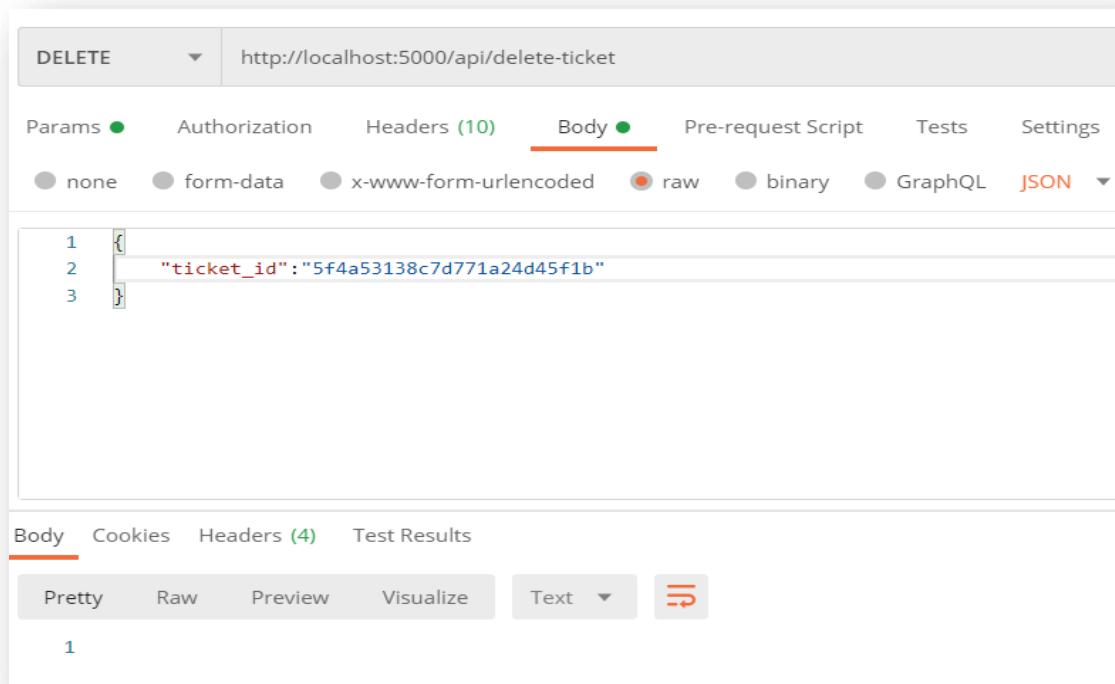 DELETE http://localhost:5000/api/delete-ticket
Params Authorization Headers (10) Body Pre-request Script Tests Settings
none form-data x-www-form-urlencoded raw binary GraphQL JSON
1 {
2 "ticket_id":"5f4a53138c7d771a24d45f1b"
3 }
Body Cookies Headers (4) Test Results
Pretty Raw Preview Visualize Text
1